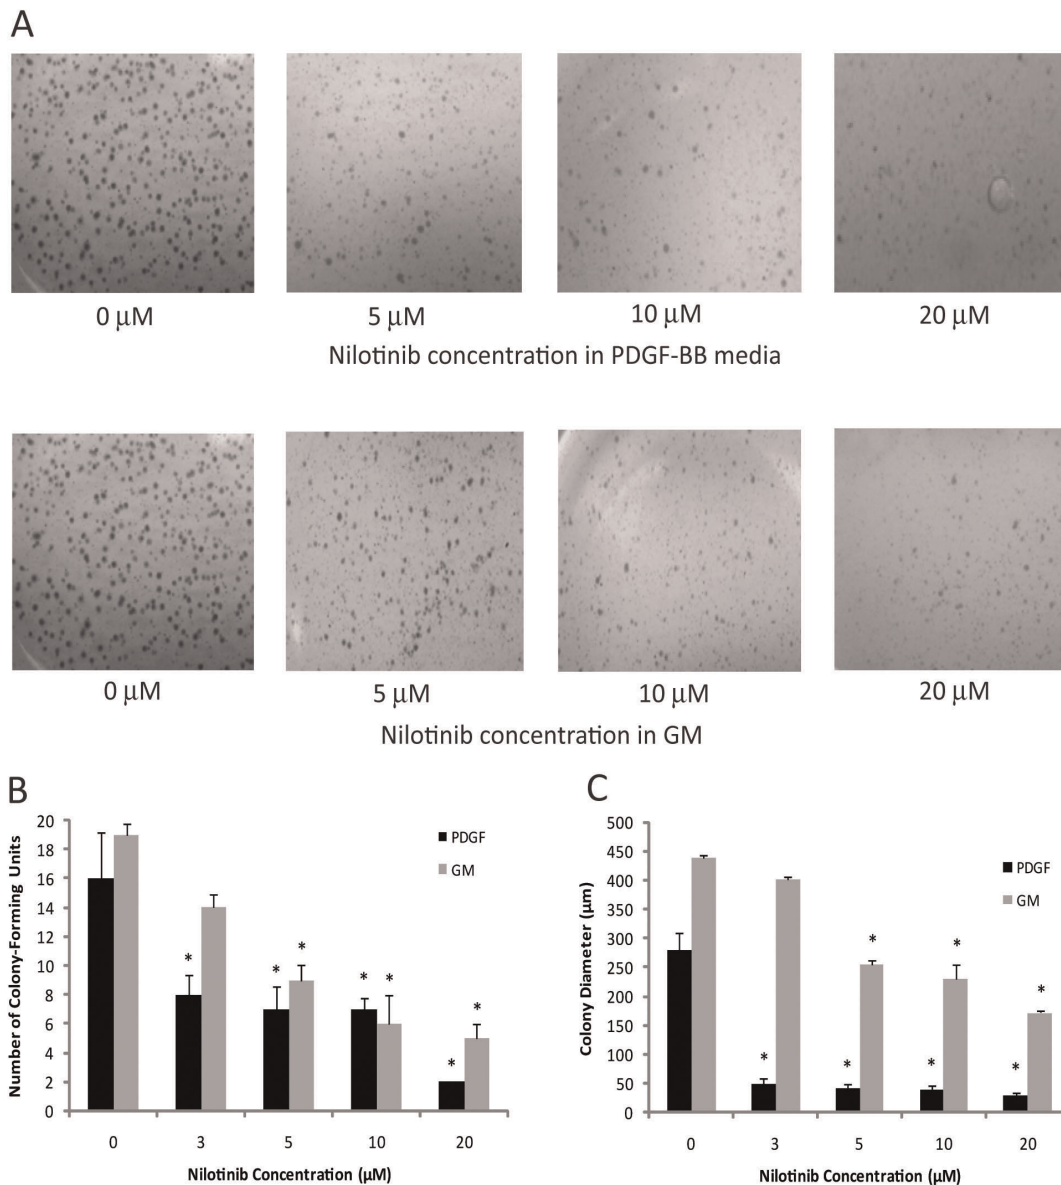 A
0 µM
5 µM
10 µM
20 µM
Nilotinib concentration in PDGF-BB media
0 µM
5 µM
10 µM
20 µM
Nilotinib concentration in GM
B
Number of Colony-Forming Units
20
18
16
14
12
10
8
6
4
2
0
PDGF
GM
*
*
*
*
*
*
*
0
3
5
10
20
Nilotinib Concentration (µM)
C
Colony Diameter (µm)
500
450
400
350
300
250
200
150
100
50
0
PDGF
GM
*
*
*
*
*
*
*
0
3
5
10
20
Nilotinib Concentration (µM)